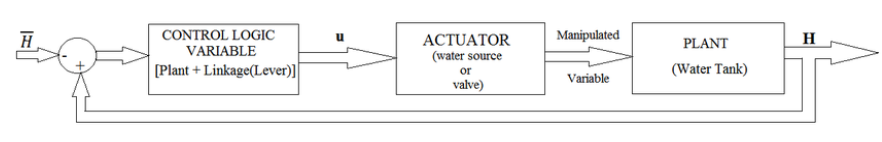 H̅
-
+
CONTROL LOGIC
VARIABLE
[Plant + Linkage(Lever)]
u
ACTUATOR
(water source
or
valve)
Manipulated
Variable
PLANT
(Water Tank)
H